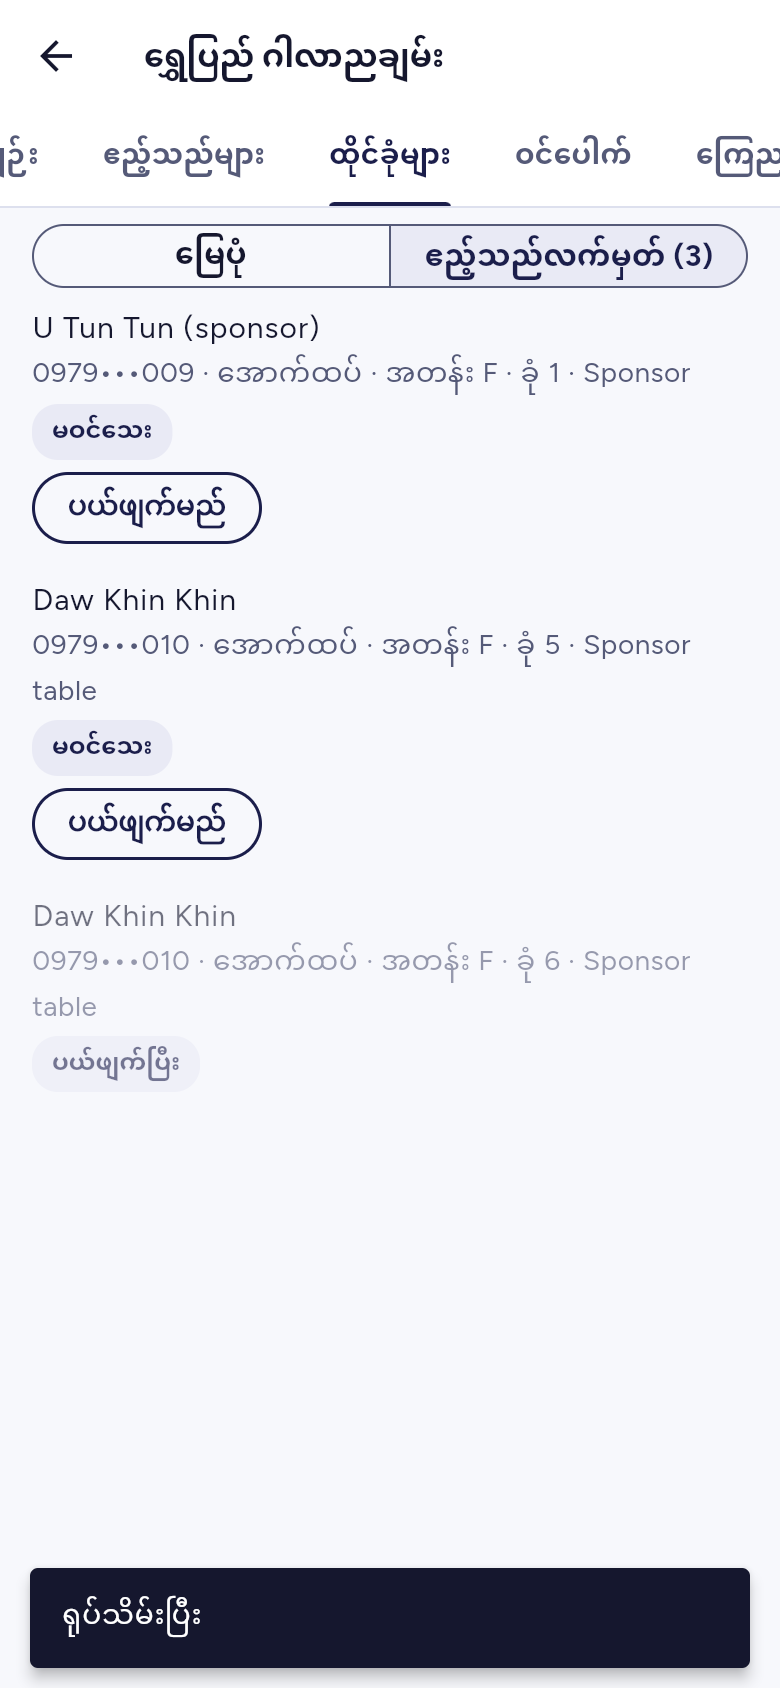 ရွှေပြည် ဂါလာညချမ်း
ဧည့်သည်များ ထိုင်ခုံများ ဝင်ပေါက်
မြေပုံ ဧည့်သည်လက်မှတ် (3)
U Tun Tun (sponsor)
0979•••009 · အောက်ထပ် · အတန်း F · ခုံ 1 · Sponsor
မဝင်သေး
ပယ်ဖျက်မည်
Daw Khin Khin
0979•••010 · အောက်ထပ် · အတန်း F · ခုံ 5 · Sponsor
table
မဝင်သေး
ပယ်ဖျက်မည်
Daw Khin Khin
0979•••010 · အောက်ထပ် · အတန်း F · ခုံ 6 · Sponsor
table
ပယ်ဖျက်ပြီး
ရုပ်သိမ်းပြီး